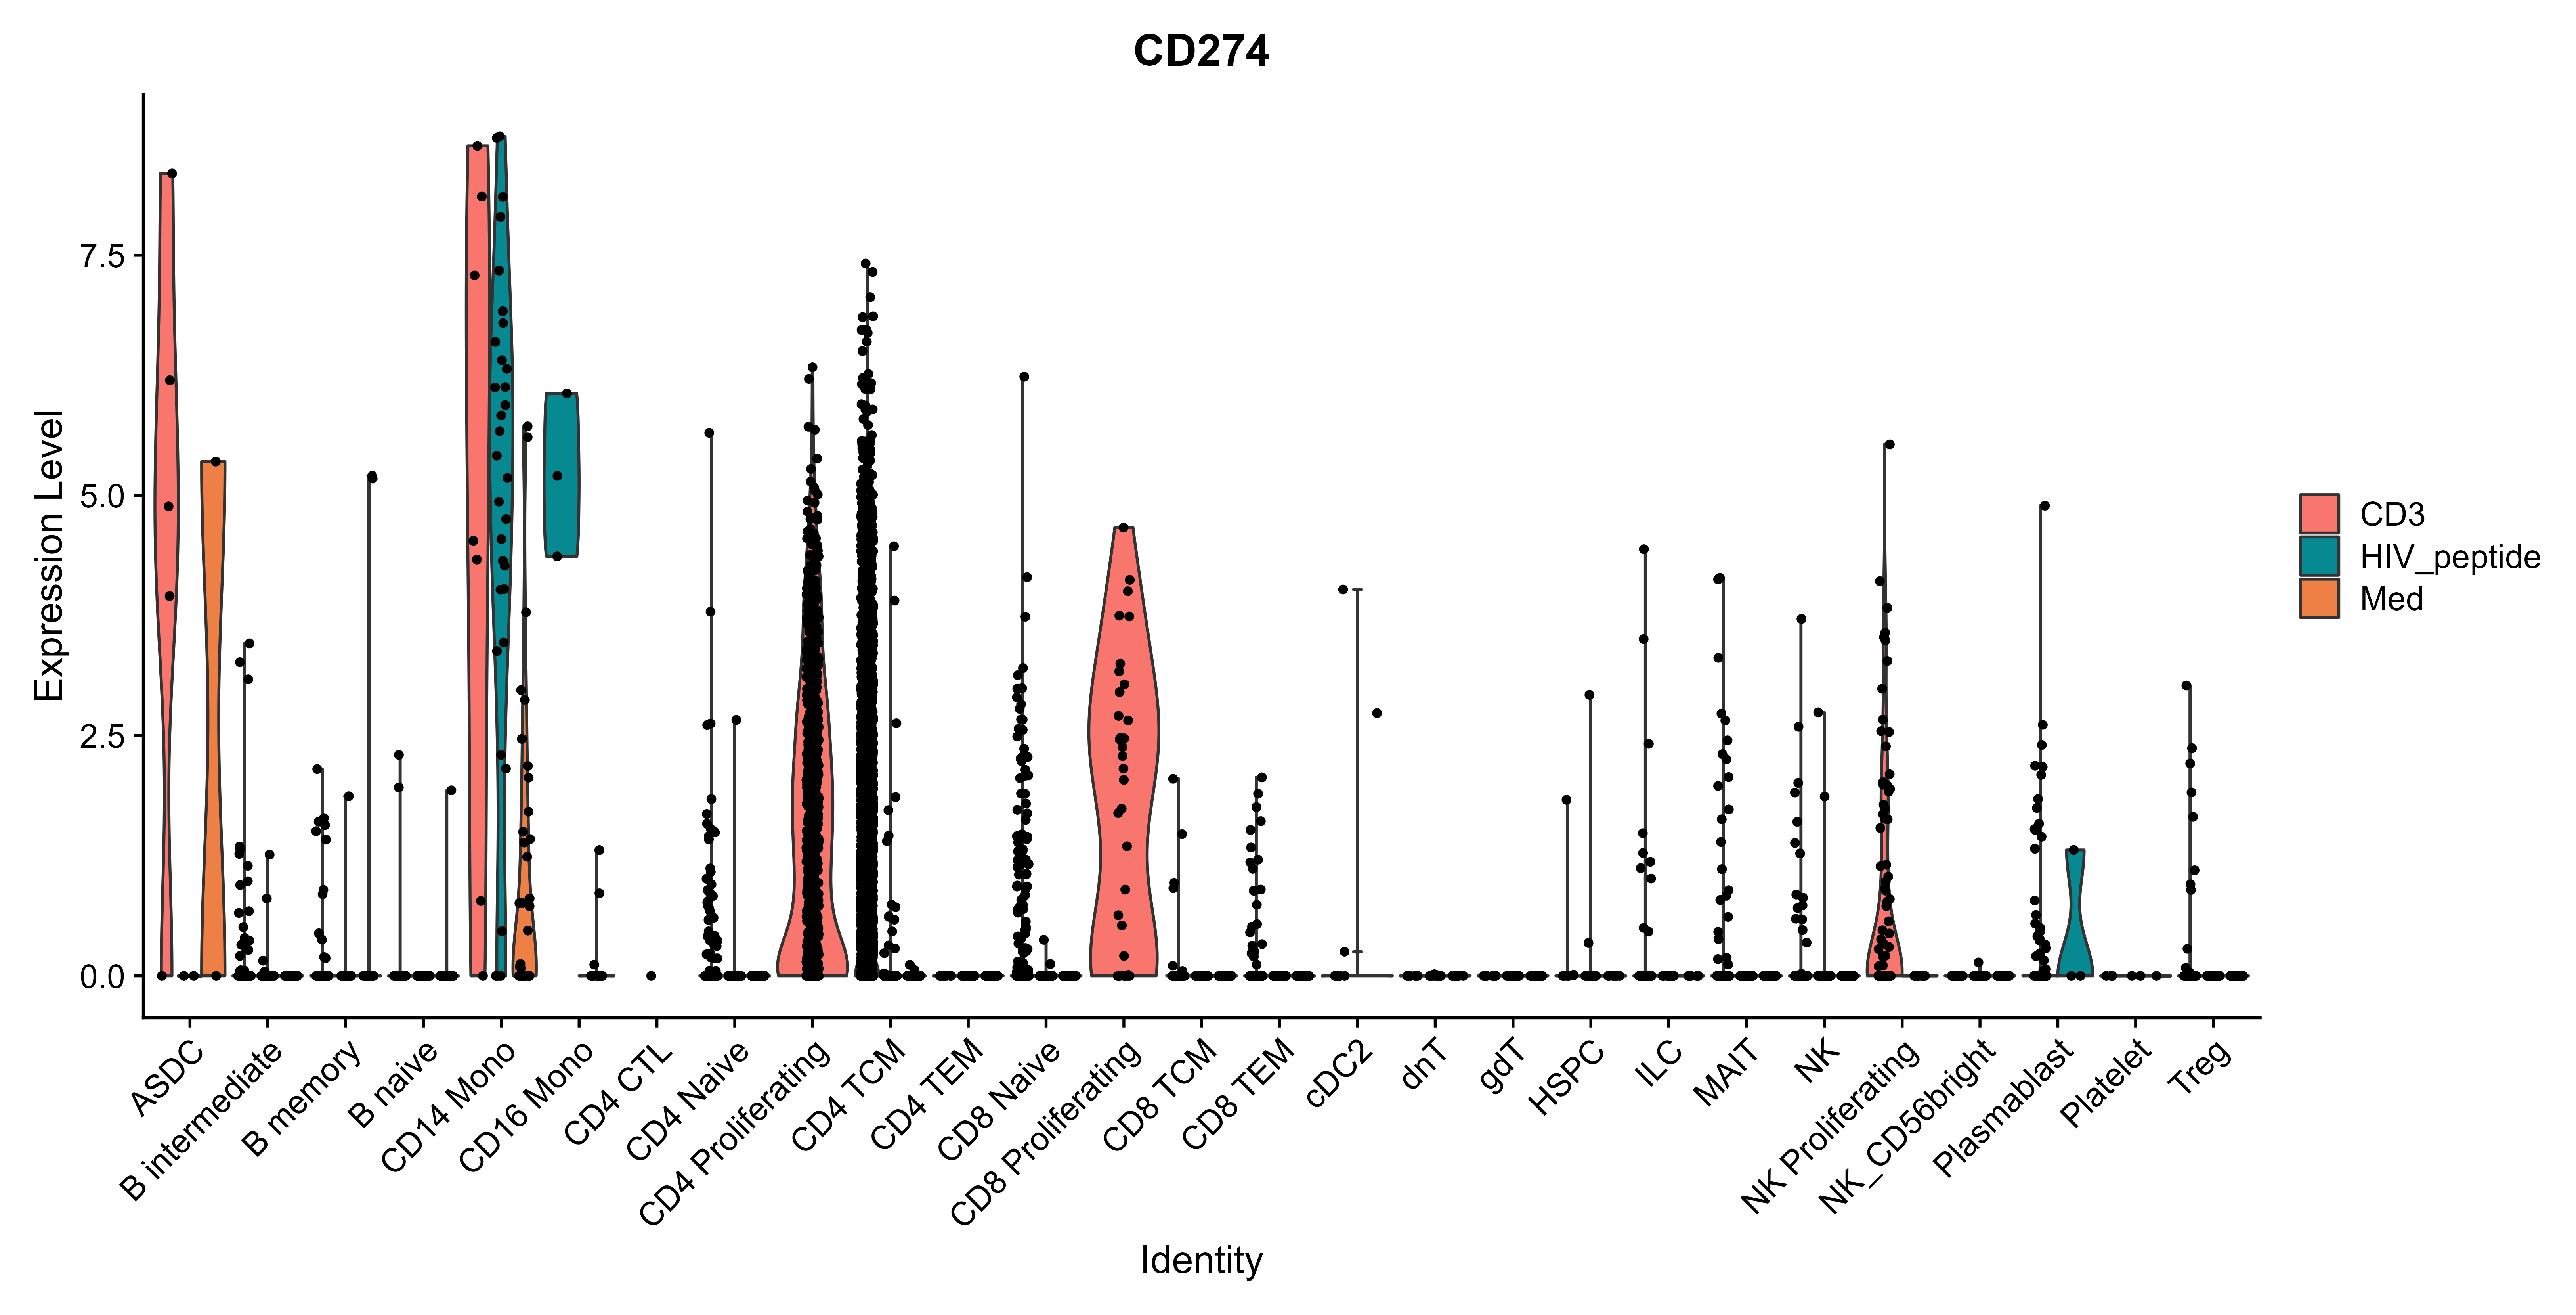 CD274
Expression Level
7.5
5.0
2.5
0.0
ASDC
B intermediate
B memory
B naive
CD14 Mono
CD16 Mono
CD4 CTL
CD4 Naive
CD4 Proliferating
CD4 TCM
CD4 TEM
CD8 Naive
CD8 Proliferating
CD8 TCM
CD8 TEM
cDC2
dnT
gdT
HSPC
ILC
MAIT
NK
NK Proliferating
NK_CD56bright
Plasmablast
Platelet
Treg
Identity
CD3
HIV_peptide
Med